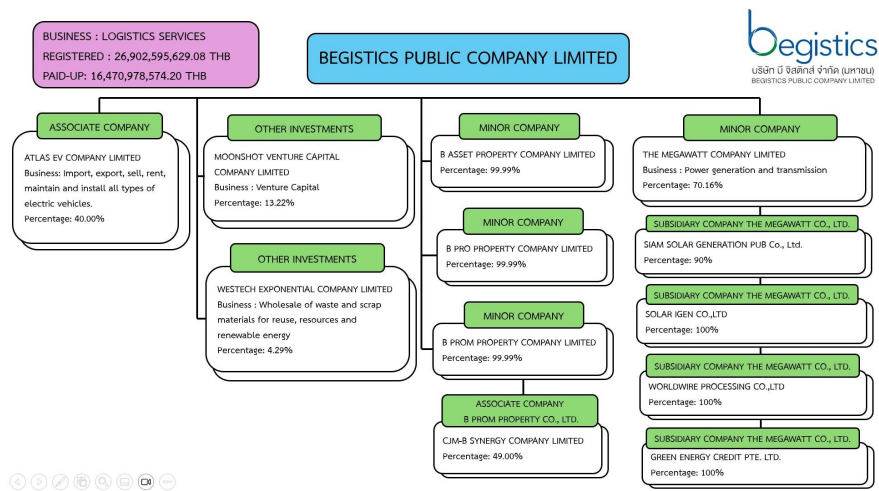 BUSINESS : LOGISTICS SERVICES
REGISTERED : 26,902,595,629.08 THB
PAID-UP: 16,470,978,574.20 THB
BEGISTICS PUBLIC COMPANY LIMITED
Begistics
บริษัท บี จิสติกส์ จำกัด (มหาชน)
BEGISTICS PUBLIC COMPANY LIMITED
ASSOCIATE COMPANY
ATLAS EV COMPANY LIMITED
Business: Import, export, sell, rent,
maintain and install all types of
electric vehicles.
Percentage: 40.00%
OTHER INVESTMENTS
MOONSHOT VENTURE CAPITAL
COMPANY LIMITED
Business : Venture Capital
Percentage: 13.22%
OTHER INVESTMENTS
WESTECH EXPONENTIAL COMPANY LIMITED
Business : Wholesale of waste and scrap
materials for reuse, resources and
renewable energy
Percentage: 4.29%
MINOR COMPANY
B ASSET PROPERTY COMPANY LIMITED
Percentage: 99.99%
MINOR COMPANY
B PRO PROPERTY COMPANY LIMITED
Percentage: 99.99%
MINOR COMPANY
B PROM PROPERTY COMPANY LIMITED
Percentage: 99.99%
ASSOCIATE COMPANY
B PROM PROPERTY CO., LTD.
CJM-B SYNERGY COMPANY LIMITED
Percentage: 49.00%
MINOR COMPANY
THE MEGAWATT COMPANY LIMITED
Business : Power generation and transmission
Percentage: 70.16%
SUBSIDIARY COMPANY THE MEGAWATT CO., LTD.
SIAM SOLAR GENERATION PUB Co., Ltd.
Percentage: 90%
SUBSIDIARY COMPANY THE MEGAWATT CO., LTD.
SOLAR IGEN CO.,LTD
Percentage: 100%
SUBSIDIARY COMPANY THE MEGAWATT CO., LTD.
WORLDWIRE PROCESSING CO.,LTD
Percentage: 100%
SUBSIDIARY COMPANY THE MEGAWATT CO., LTD.
GREEN ENERGY CREDIT PTE. LTD.
Percentage: 100%